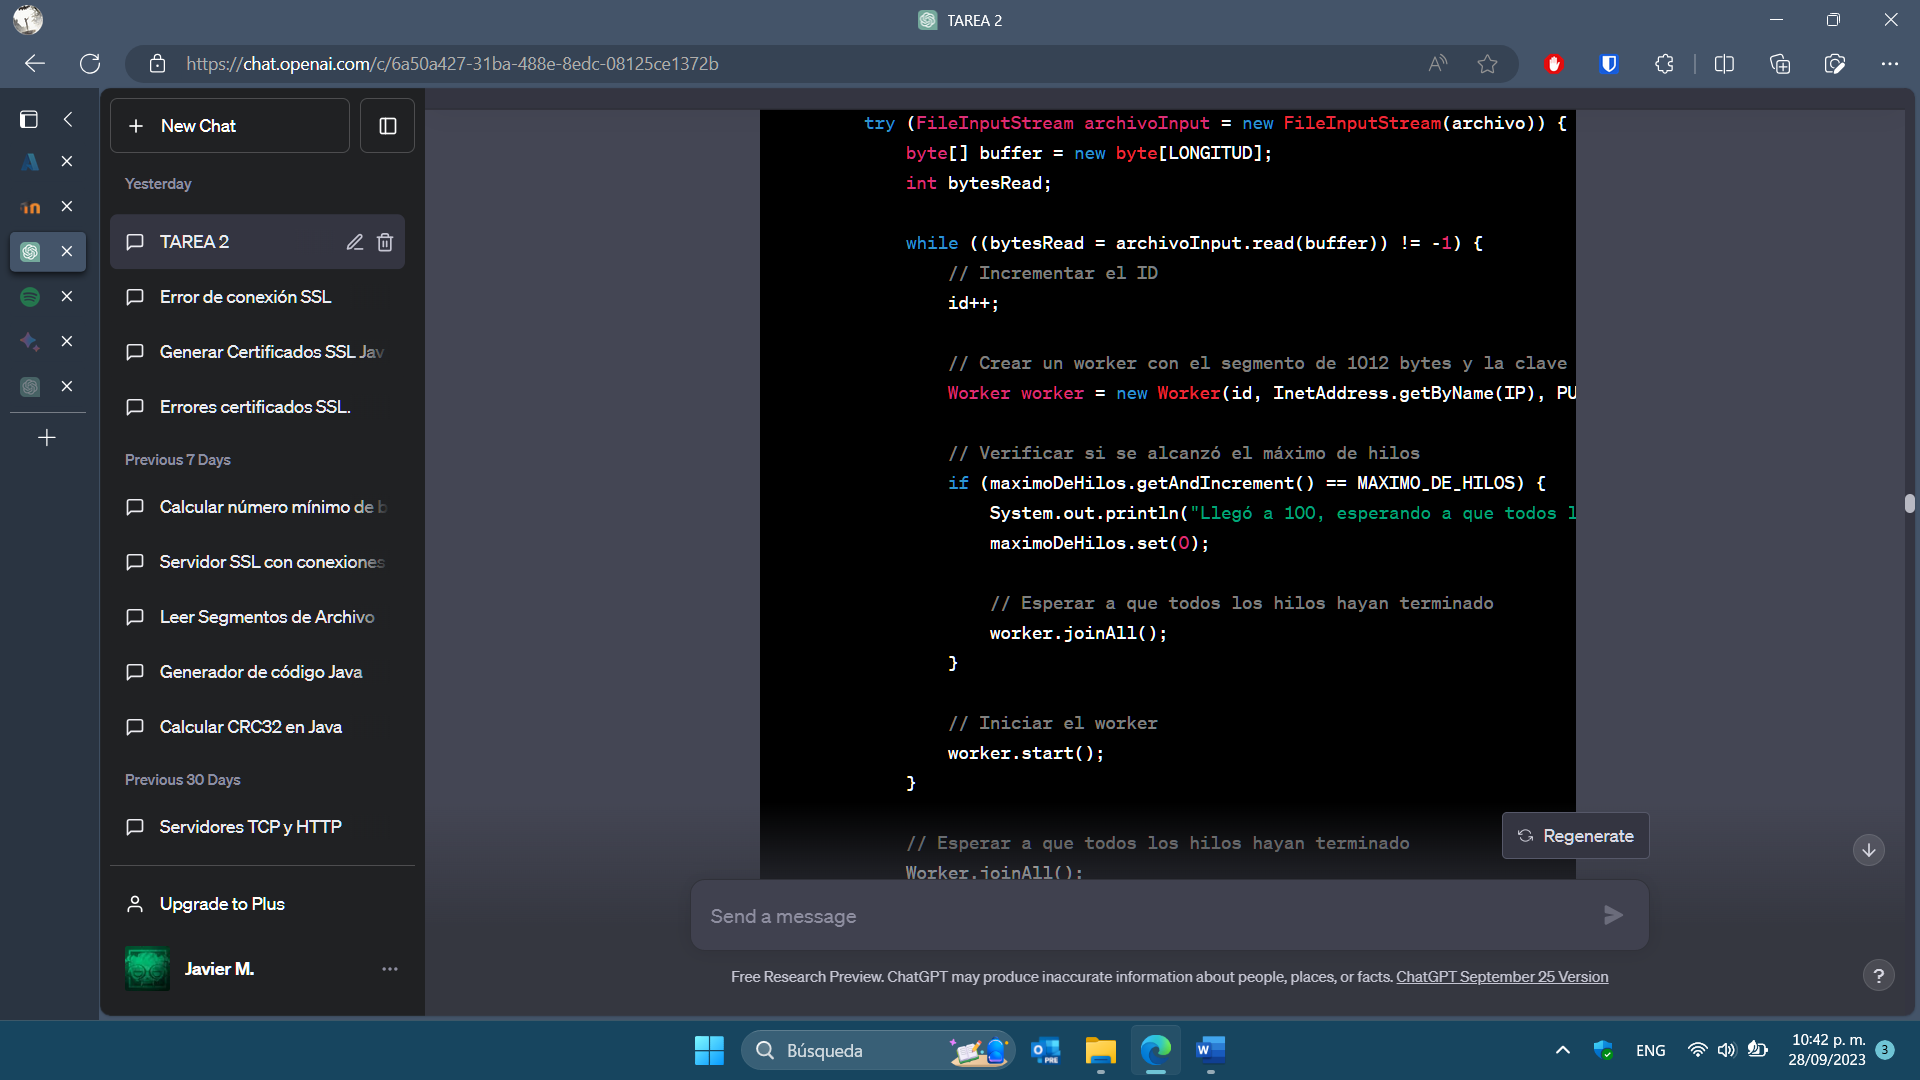 TAREA 2
https://chat.openai.com/c/6a50a427-31ba-488e-8edc-08125ce1372b
New Chat
Yesterday
TAREA 2
Error de conexión SSL
Generar Certificados SSL Jav
Errores certificados SSL.
Previous 7 Days
Calcular número mínimo de b
Servidor SSL con conexiones
Leer Segmentos de Archivo
Generador de código Java
Calcular CRC32 en Java
Previous 30 Days
Servidores TCP y HTTP
Upgrade to Plus
Javier M.
try (FileInputStream archivoInput = new FileInputStream(archivo)) {
byte[] buffer = new byte[LONGITUD];
int bytesRead;
while ((bytesRead = archivoInput.read(buffer)) != -1) {
// Incrementar el ID
id++;
// Crear un worker con el segmento de 1012 bytes y la clave
Worker worker = new Worker(id, InetAddress.getByName(IP), PU
// Verificar si se alcanzó el máximo de hilos
if (maximoDeHilos.getAndIncrement() == MAXIMO_DE_HILOS) {
System.out.println("Llegó a 100, esperando a que todos l
maximoDeHilos.set(0);
// Esperar a que todos los hilos hayan terminado
worker.joinAll();
}
// Iniciar el worker
worker.start();
}
// Esperar a que todos los hilos hayan terminado
Worker.joinAll();
Regenerate
Send a message
Free Research Preview. ChatGPT may produce inaccurate information about people, places, or facts. ChatGPT September 25 Version
?
Búsqueda
ENG
10:42 p. m.
28/09/2023
3